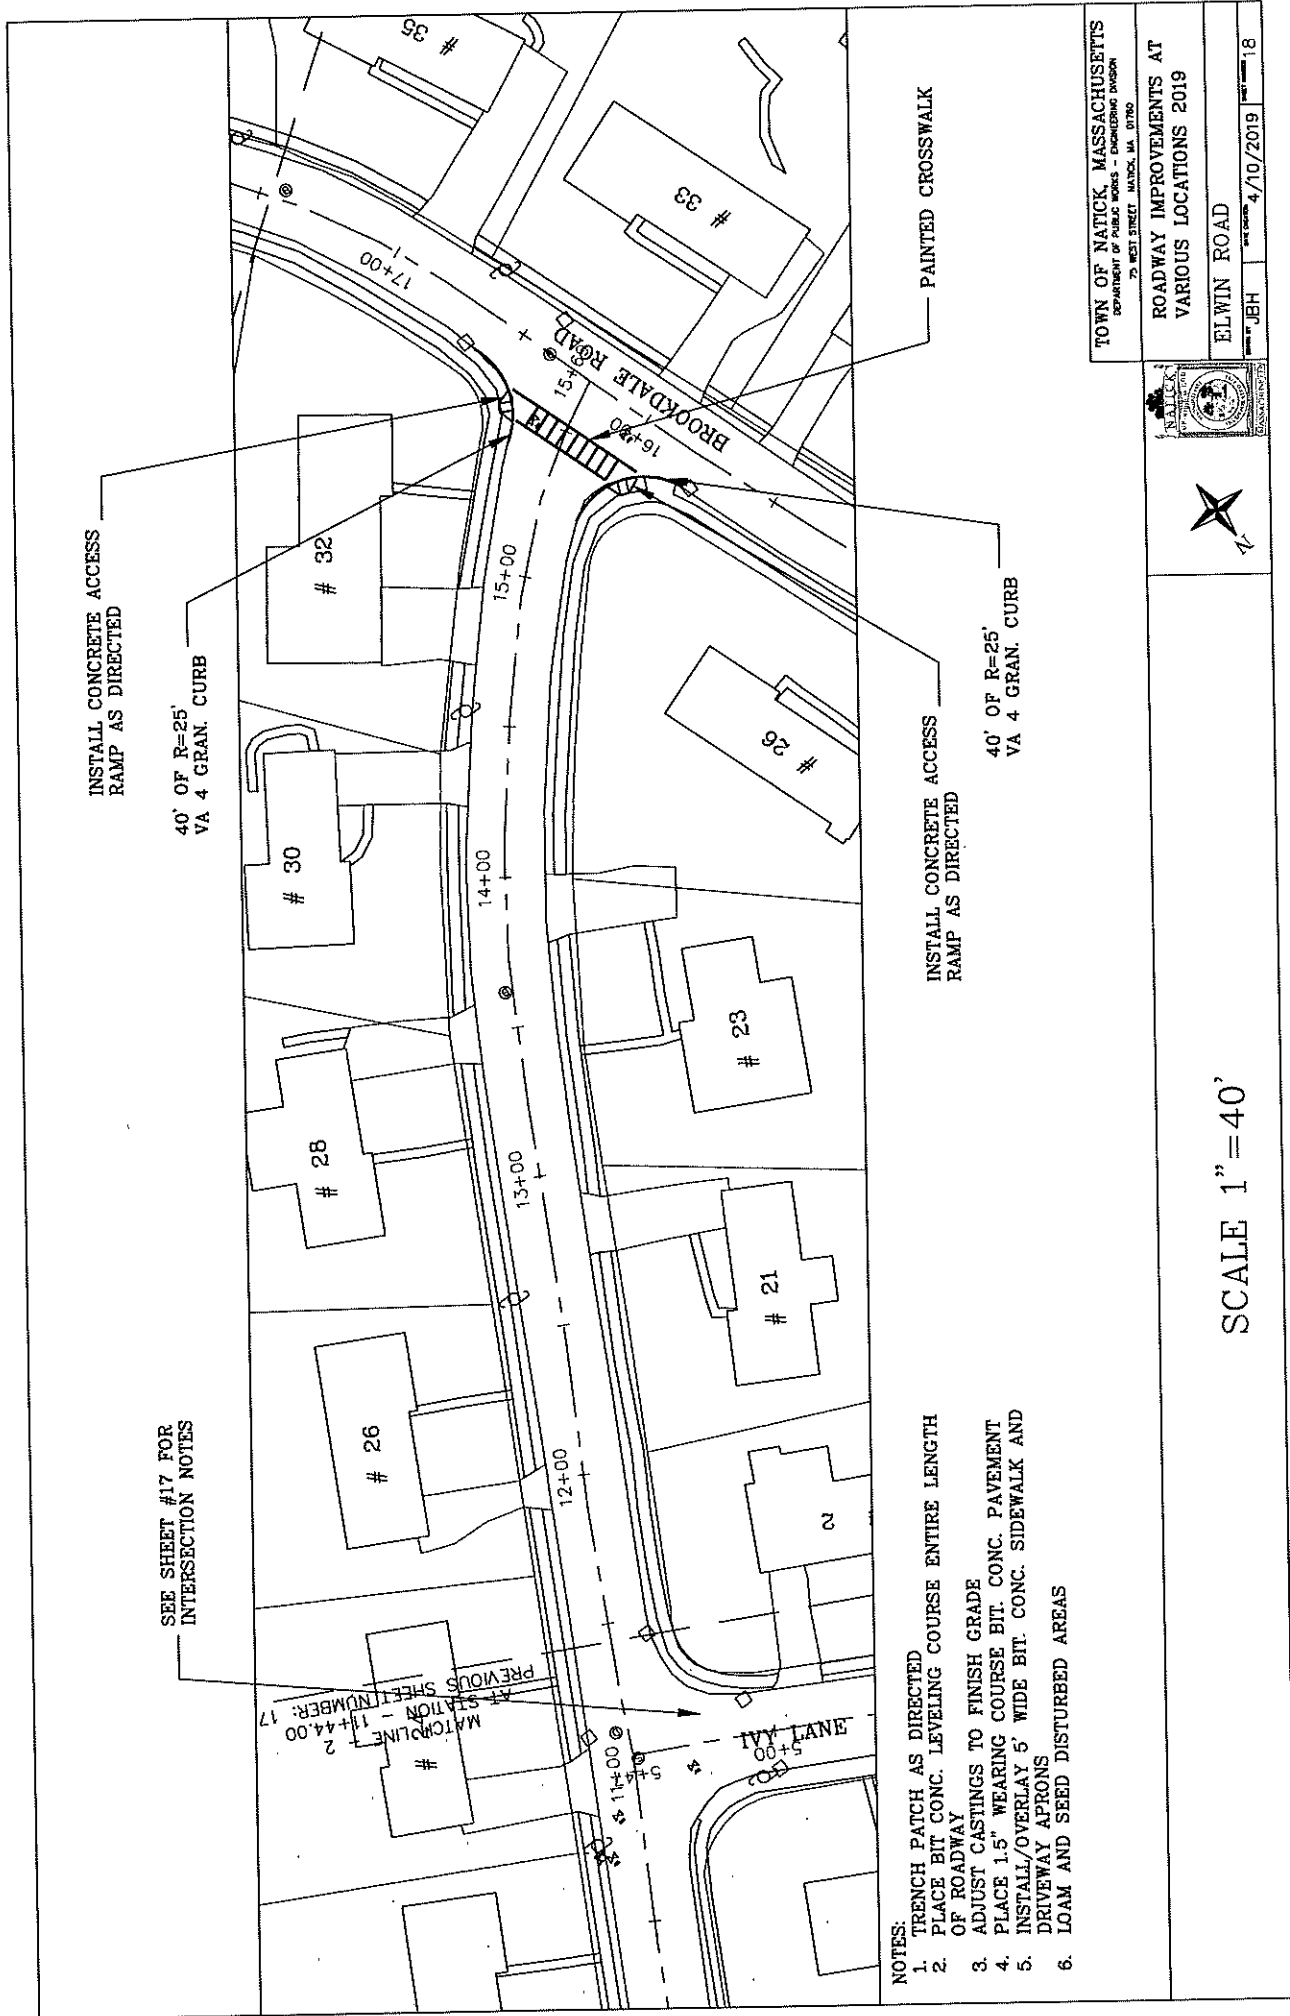 SEE SHEET #17 FOR
INTERSECTION NOTES
INSTALL CONCRETE ACCESS
RAMP AS DIRECTED
40' OF R=25'
VA 4 GRAN. CURB
MATCHLINE - 2
AT STATION - 11+44.00
PREVIOUS SHEET NUMBER: 17
#
# 26
# 28
# 30
# 32
# 35
# 33
11+00
12+00
13+00
14+00
15+00
16+00
17+00
5+47
5+00
IVY LANE
BROOKDALE ROAD
2
# 21
# 23
# 26
PAINTED CROSSWALK
INSTALL CONCRETE ACCESS
RAMP AS DIRECTED
40' OF R=25'
VA 4 GRAN. CURB
NOTES:
1. TRENCH PATCH AS DIRECTED
2. PLACE BIT CONC. LEVELING COURSE ENTIRE LENGTH
OF ROADWAY
3. ADJUST CASTINGS TO FINISH GRADE
4. PLACE 1.5" WEARING COURSE BIT. CONC. PAVEMENT
5. INSTALL/OVERLAY 5' WIDE BIT. CONC. SIDEWALK AND
DRIVEWAY APRONS
6. LOAM AND SEED DISTURBED AREAS
SCALE 1"=40'
N
NATICK
MASSACHUSETTS
TOWN OF NATICK, MASSACHUSETTS
DEPARTMENT OF PUBLIC WORKS - ENGINEERING DIVISION
75 WEST STREET NATICK, MA 01760
ROADWAY IMPROVEMENTS AT
VARIOUS LOCATIONS 2019
ELWIN ROAD
JBH
4/10/2019
18